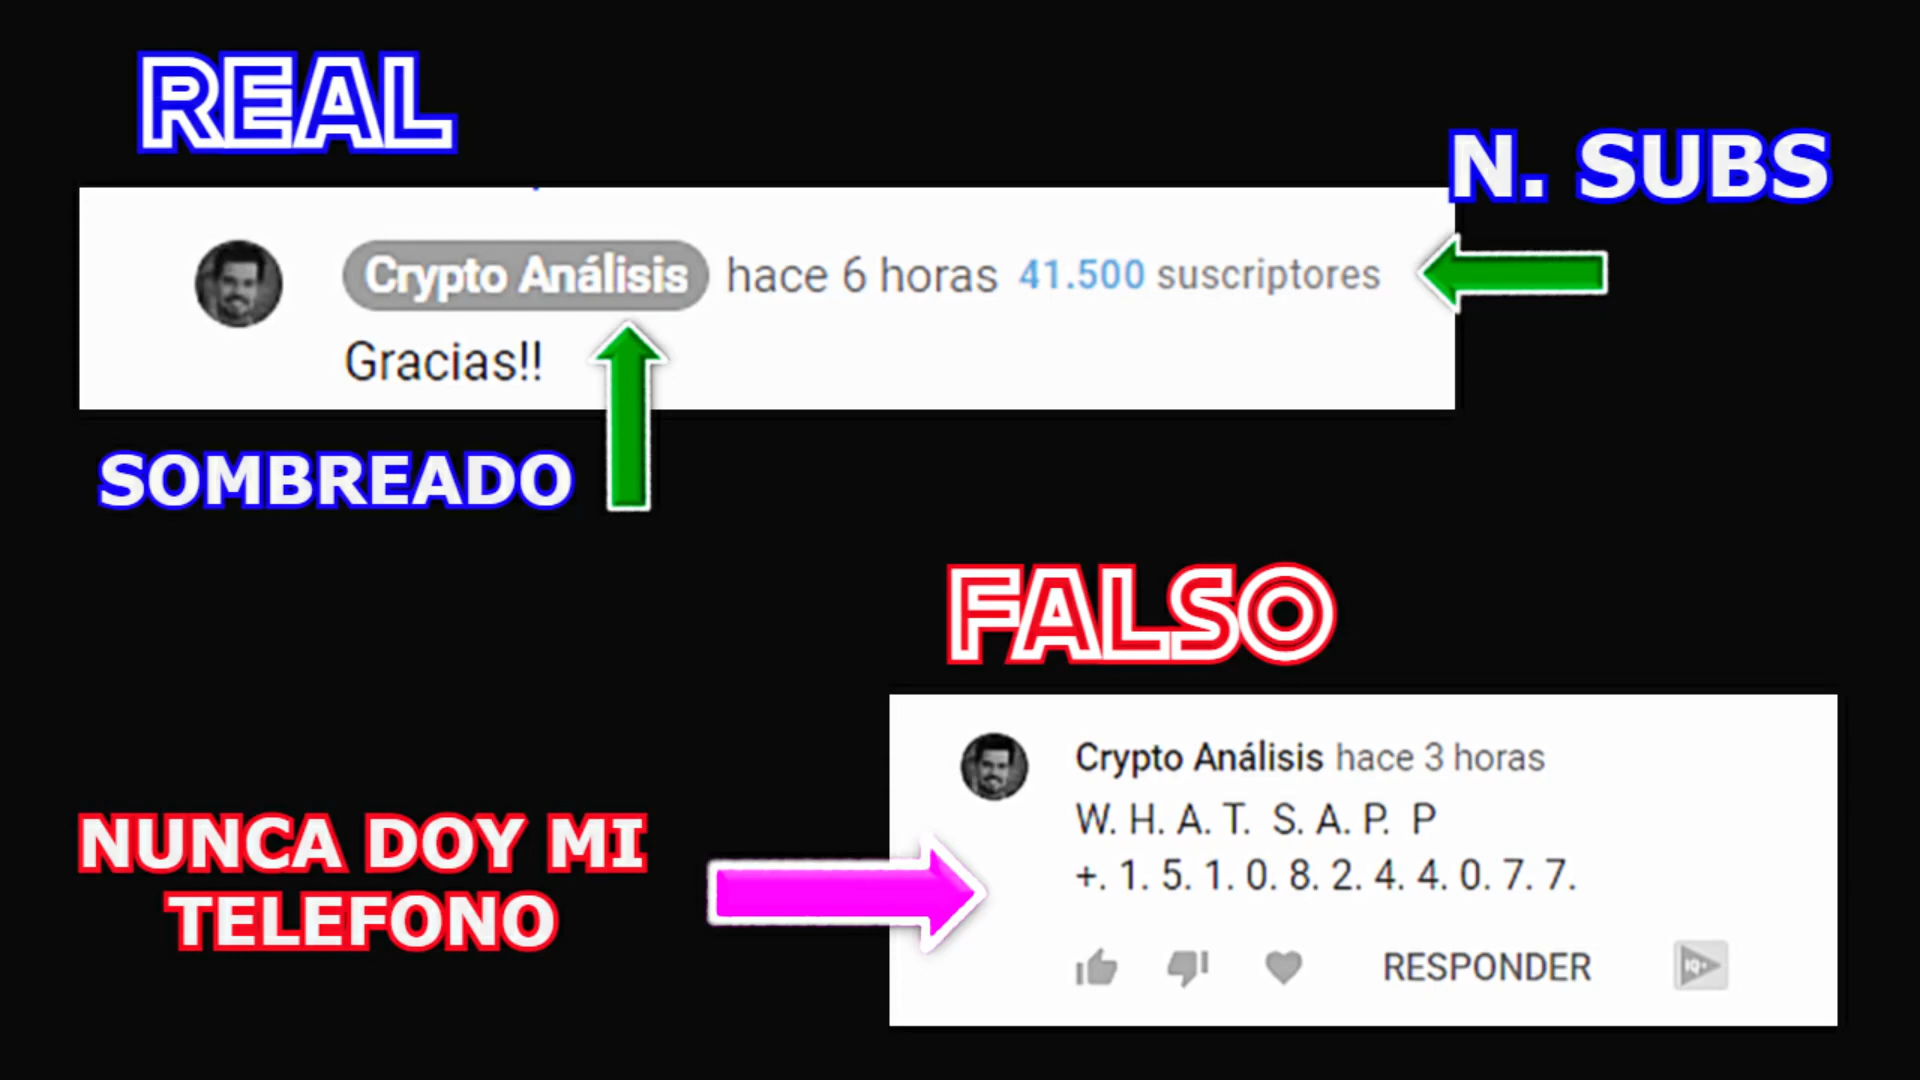 REAL
N. SUBS
Crypto Análisis hace 6 horas 41.500 suscriptores
Gracias!!
SOMBREADO
FALSO
Crypto Análisis hace 3 horas
W. H. A. T. S. A. P. P
+. 1. 5. 1. 0. 8. 2. 4. 4. 0. 7. 7.
NUNCA DOY MI
TELEFONO
RESPONDER
IQ+